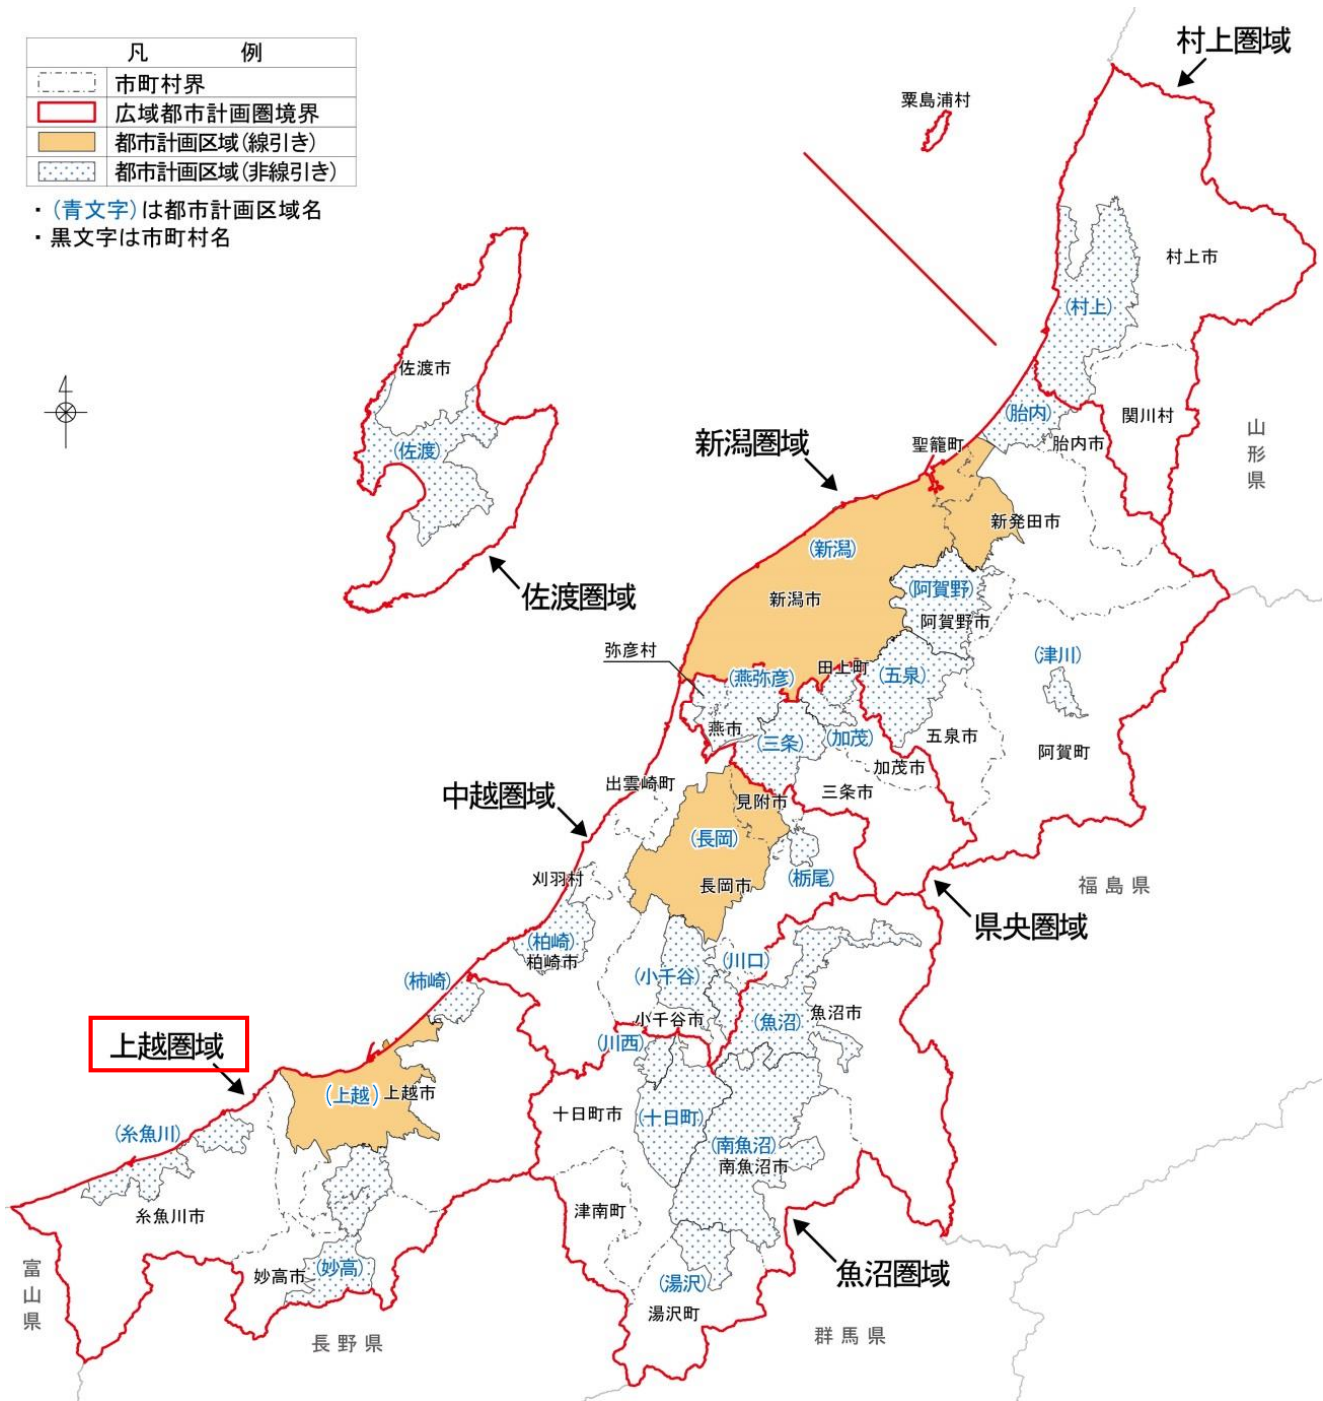 凡 例
市町村界
広域都市計画圏境界
都市計画区域(線引き)
都市計画区域(非線引き)
・(青文字)は都市計画区域名
・黒文字は市町村名
村上圏域
粟島浦村
村上市
(村上)
関川村
(胎内)
胎内市
山形県
佐渡市
(佐渡)
佐渡圏域
新潟圏域
聖籠町
新発田市
(新潟)
新潟市
(阿賀野)
阿賀野市
弥彦村
(燕弥彦)
田上町
(五泉)
(津川)
燕市
(三条)
(加茂)
五泉市
阿賀町
加茂市
三条市
中越圏域
出雲崎町
見附市
(長岡)
長岡市
(栃尾)
刈羽村
福島県
県央圏域
(柏崎)
柏崎市
(小千谷)
(川口)
(柿崎)
小千谷市
(魚沼)
魚沼市
上越圏域
(川西)
(上越)
上越市
十日町市
(十日町)
(糸魚川)
(南魚沼)
南魚沼市
糸魚川市
津南町
妙高市
(妙高)
(湯沢)
湯沢町
魚沼圏域
富山県
長野県
群馬県